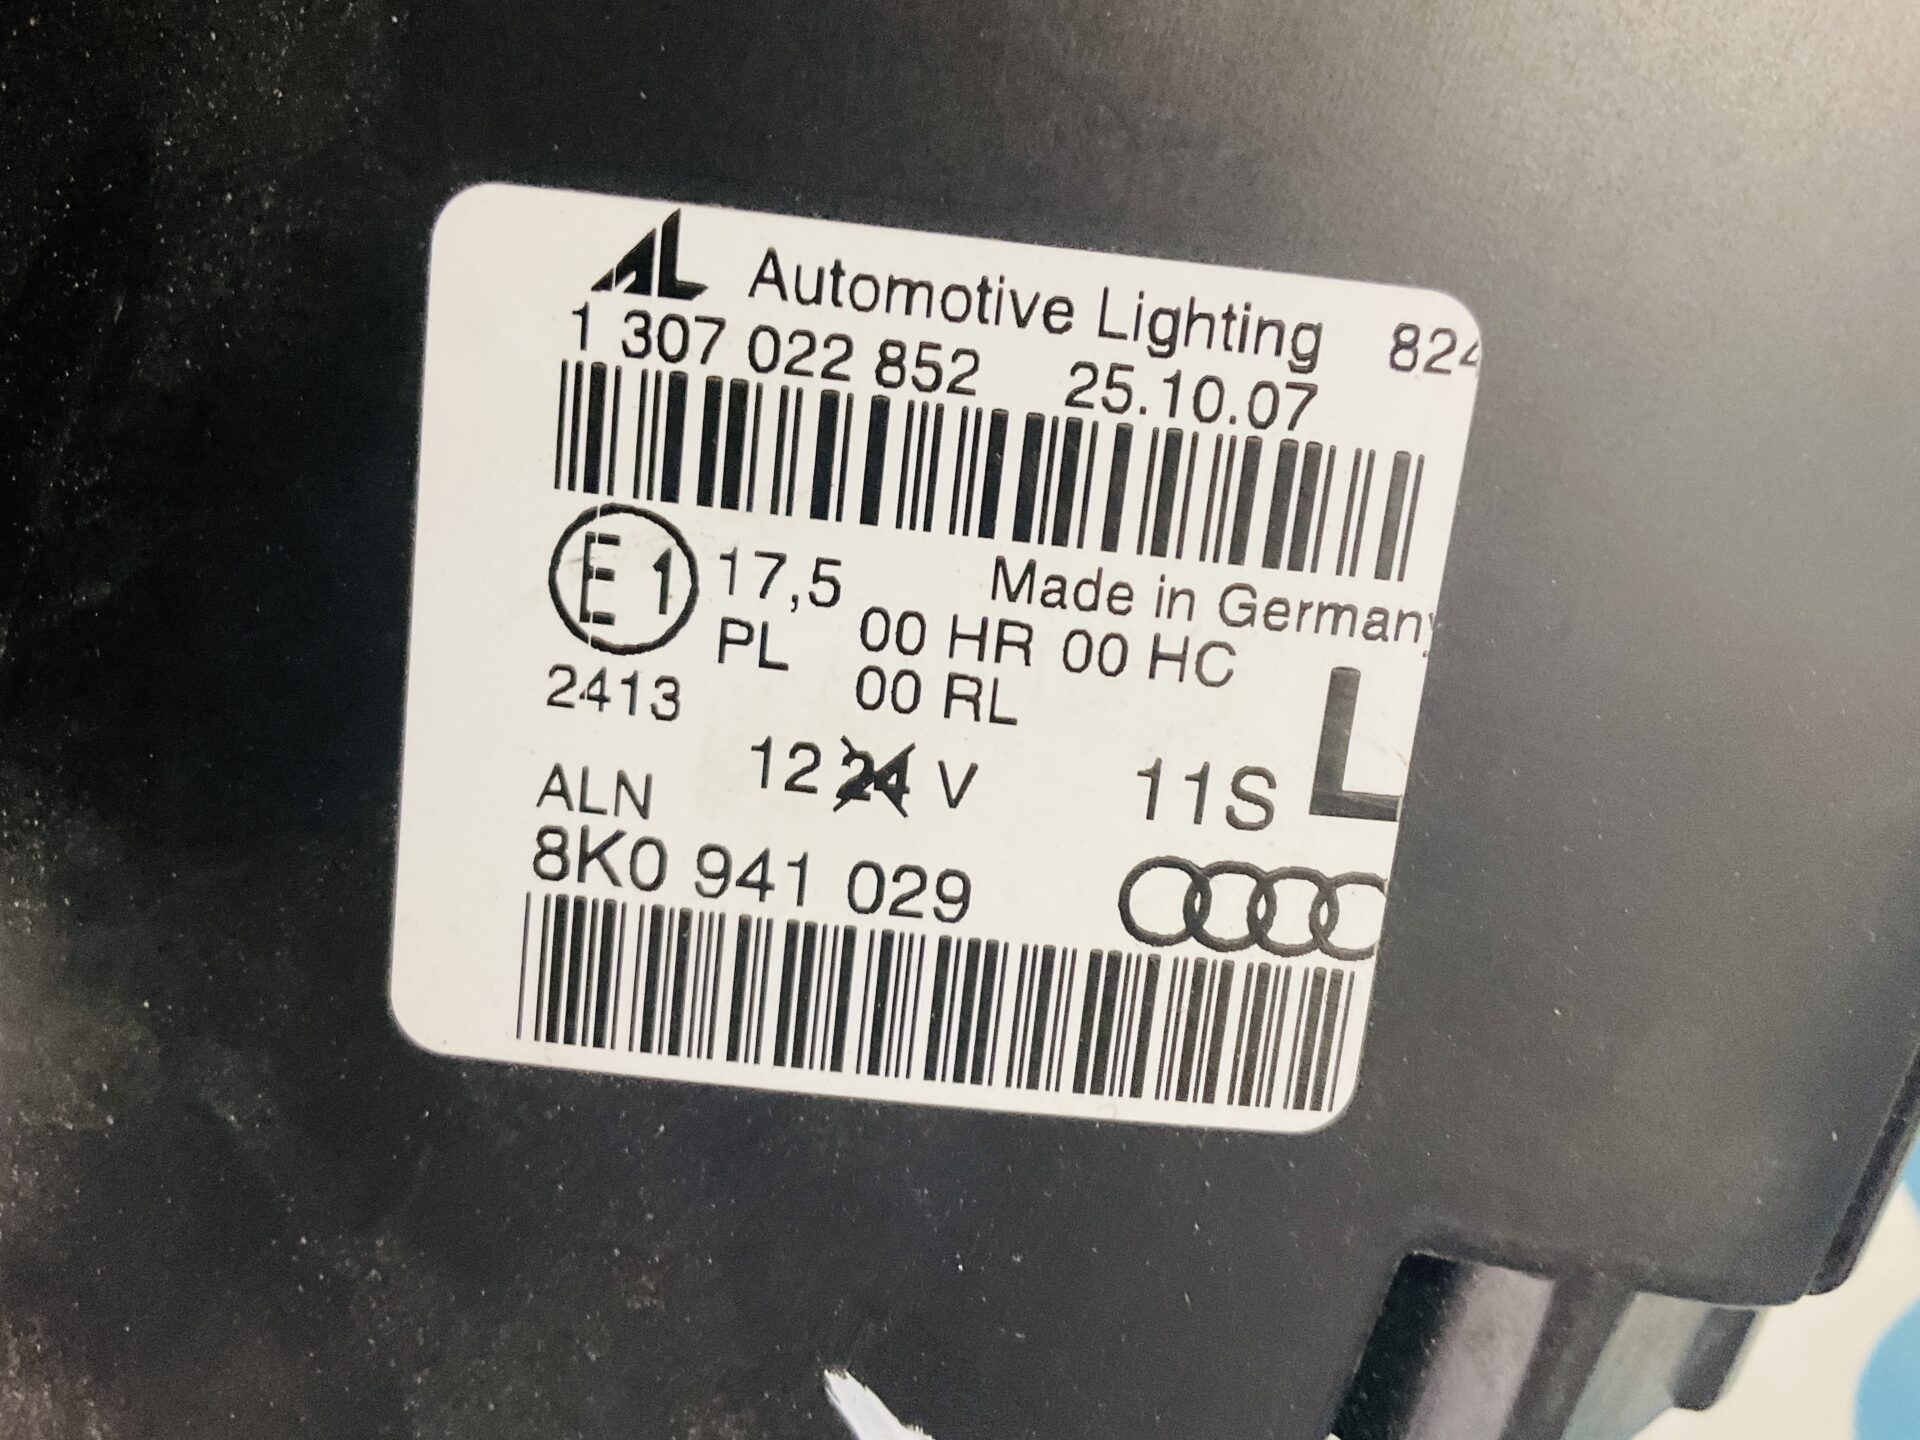 AL Automotive Lighting 824
1 307 022 852 25.10.07
E1 17,5 Made in Germany
PL 00 HR 00 HC
2413 00 RL
L
12 24 V 11S
ALN
8K0 941 029